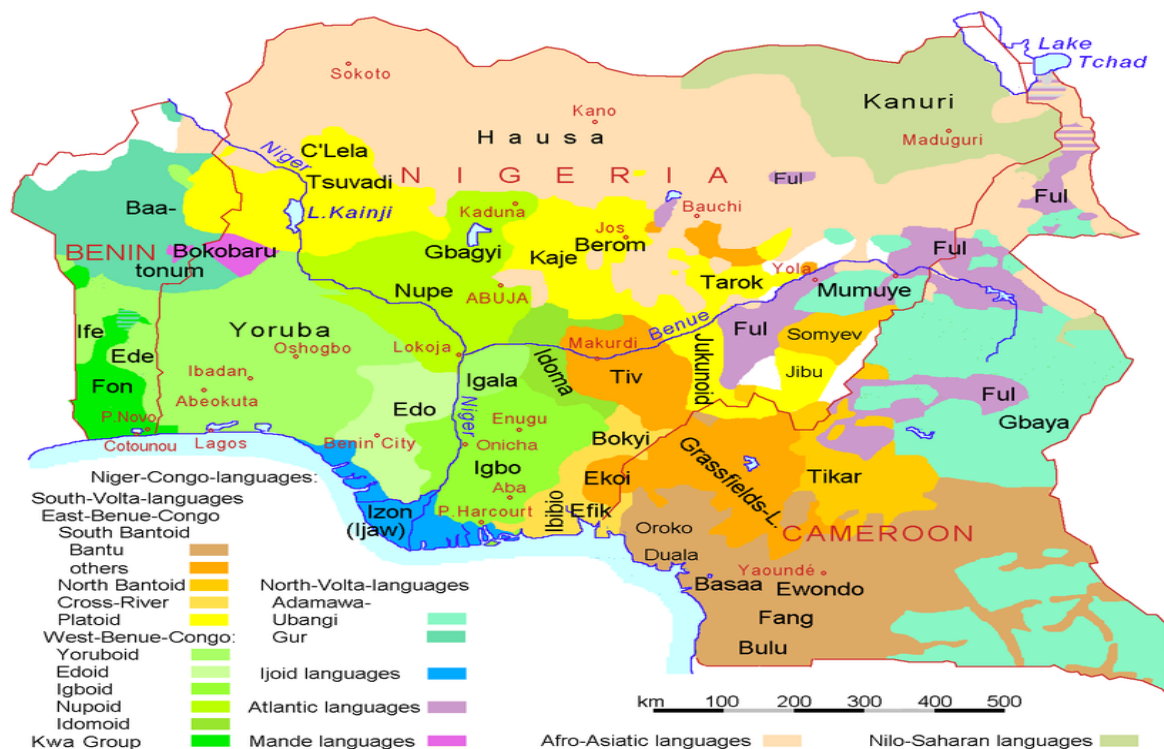 Lake
Tchad
Sokoto
Kano
Kanuri
Hausa
Maduguri
C'Lela
Niger
Tsuvadi
NIGERIA
Ful
Ful
Baa-
L.Kainji
Kaduna
Bauchi
Jos
BENIN
Bokobaru
Gbagyi
Kaje
Berom
Ful
tonum
Yola
Nupe
ABUJA
Tarok
Mumuye
Ife
Yoruba
Benue
Ful
Somyev
Ede
Oshogbo
Lokoja
Makurdi
Jukunoid
Fon
Ibadan
Igala
Idoma
Tiv
Jibu
Abeokuta
Edo
Ful
P.Novo
Niger
Enugu
Gbaya
Cotounou
Lagos
Benin City
Onicha
Bokyi
Grassfields-L.
Igbo
Ekoi
Tikar
Aba
Izon
(Ijaw)
P.Harcourt
Ibibio
Efik
Oroko
CAMEROON
Duala
Yaoundé
Basaa
Ewondo
Fang
Bulu
Niger-Congo-languages:
South-Volta-languages
East-Benue-Congo
South Bantoid
Bantu
others
North Bantoid
Cross-River
Platoid
West-Benue-Congo:
Yoruboid
Edoid
Igboid
Nupoid
Idomoid
Kwa Group
North-Volta-languages
Adamawa-
Ubangi
Gur
Ijoid languages
Atlantic languages
Mande languages
km 100 200 300 400 500
Afro-Asiatic languages
Nilo-Saharan languages